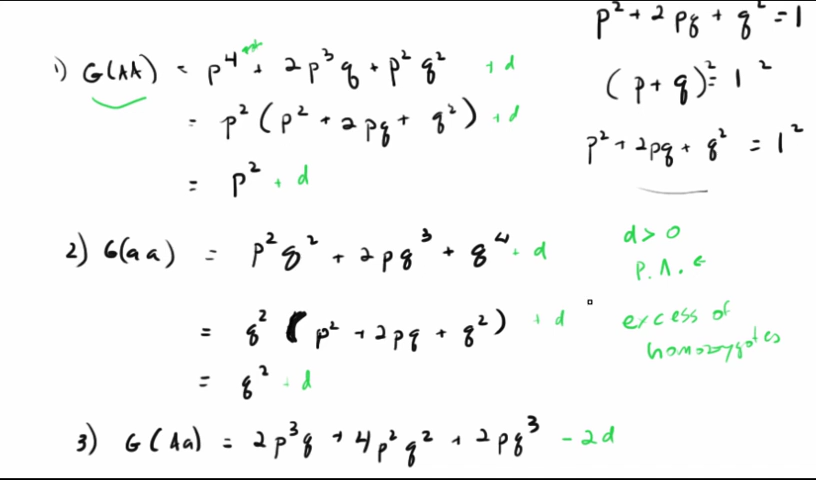 p² + 2pq + q² = 1
1) G(AA) = p⁴ + 2p³q + p²q² + d
(p + q)² = 1²
= p² (p² + 2pq + q²) + d
p² + 2pq + q² = 1²
= p² + d
2) G(aa) = p²q² + 2pq³ + q⁴ + d
d > 0
P.A. ←
= q² (p² + 2pq + q²) + d
excess of
homozygotes
= q² + d
3) G(Aa) = 2p³q + 4p²q² + 2pq³ - 2d